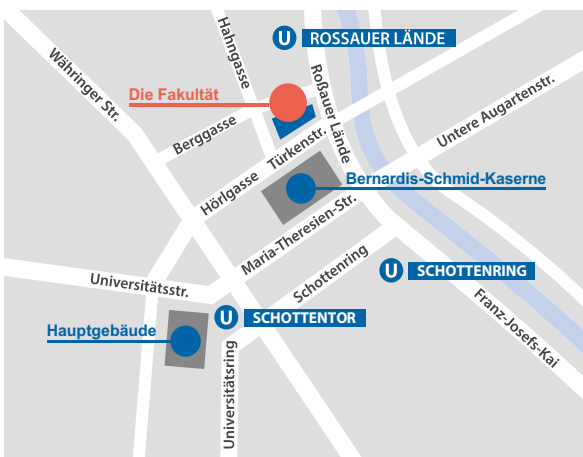 Hahngasse
U ROSSAUER LÄNDE
Währinger Str.
Die Fakultät
Roßauer Lände
Untere Augartenstr.
Berggasse
Türkenstr.
Hörlgasse
Bernardis-Schmid-Kaserne
Maria-Theresien-Str.
Schottenring
U SCHOTTENRING
Universitätsstr.
Franz-Josefs-Kai
U SCHOTTENTOR
Hauptgebäude
Universitätsring